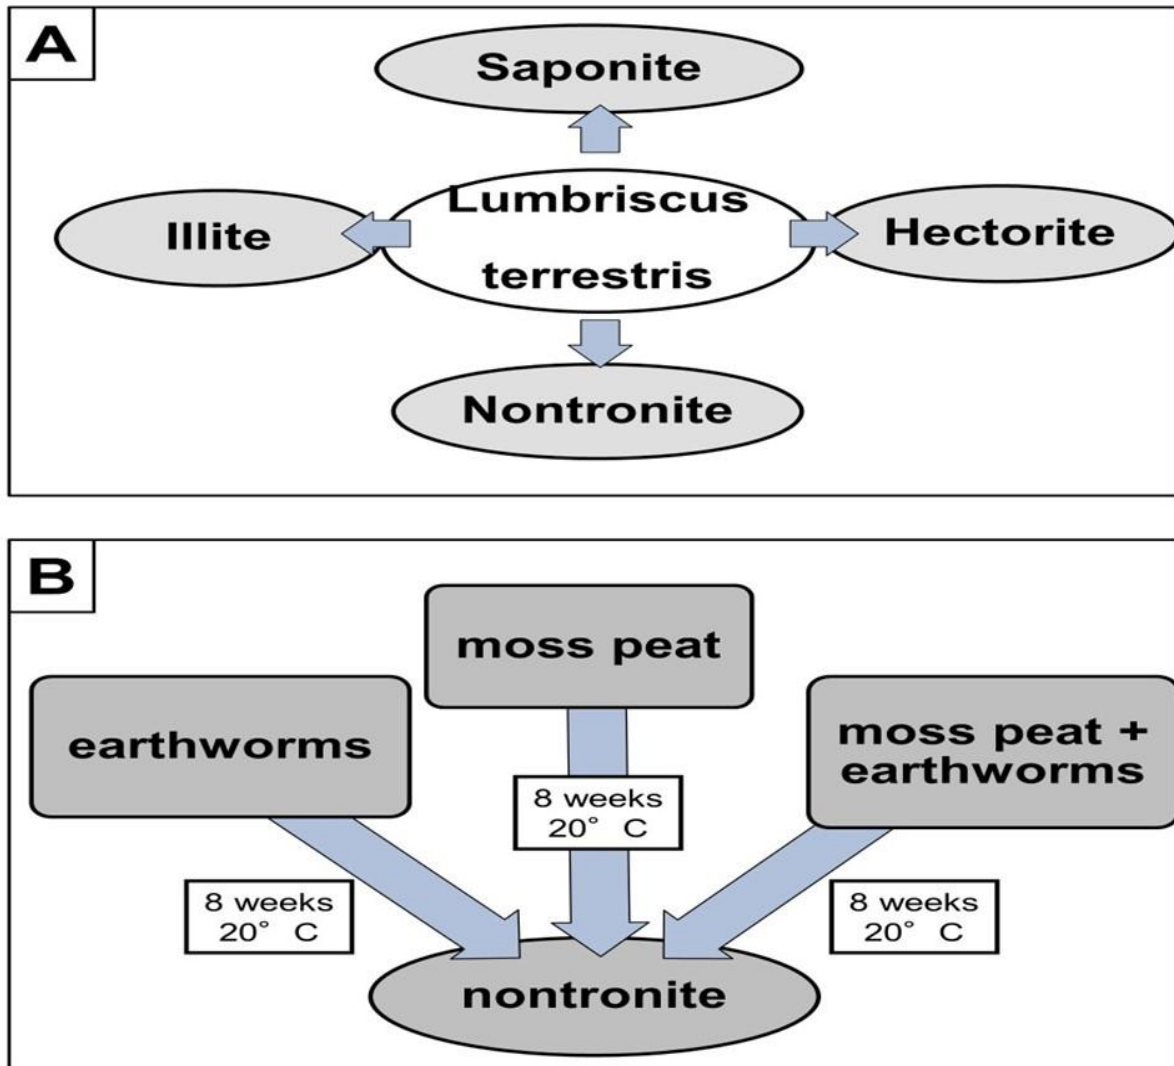 A
Saponite
Lumbriscus
terrestris
Illite
Hectorite
Nontronite
B
moss peat
earthworms
moss peat +
earthworms
8 weeks
20° C
8 weeks
20° C
8 weeks
20° C
nontronite